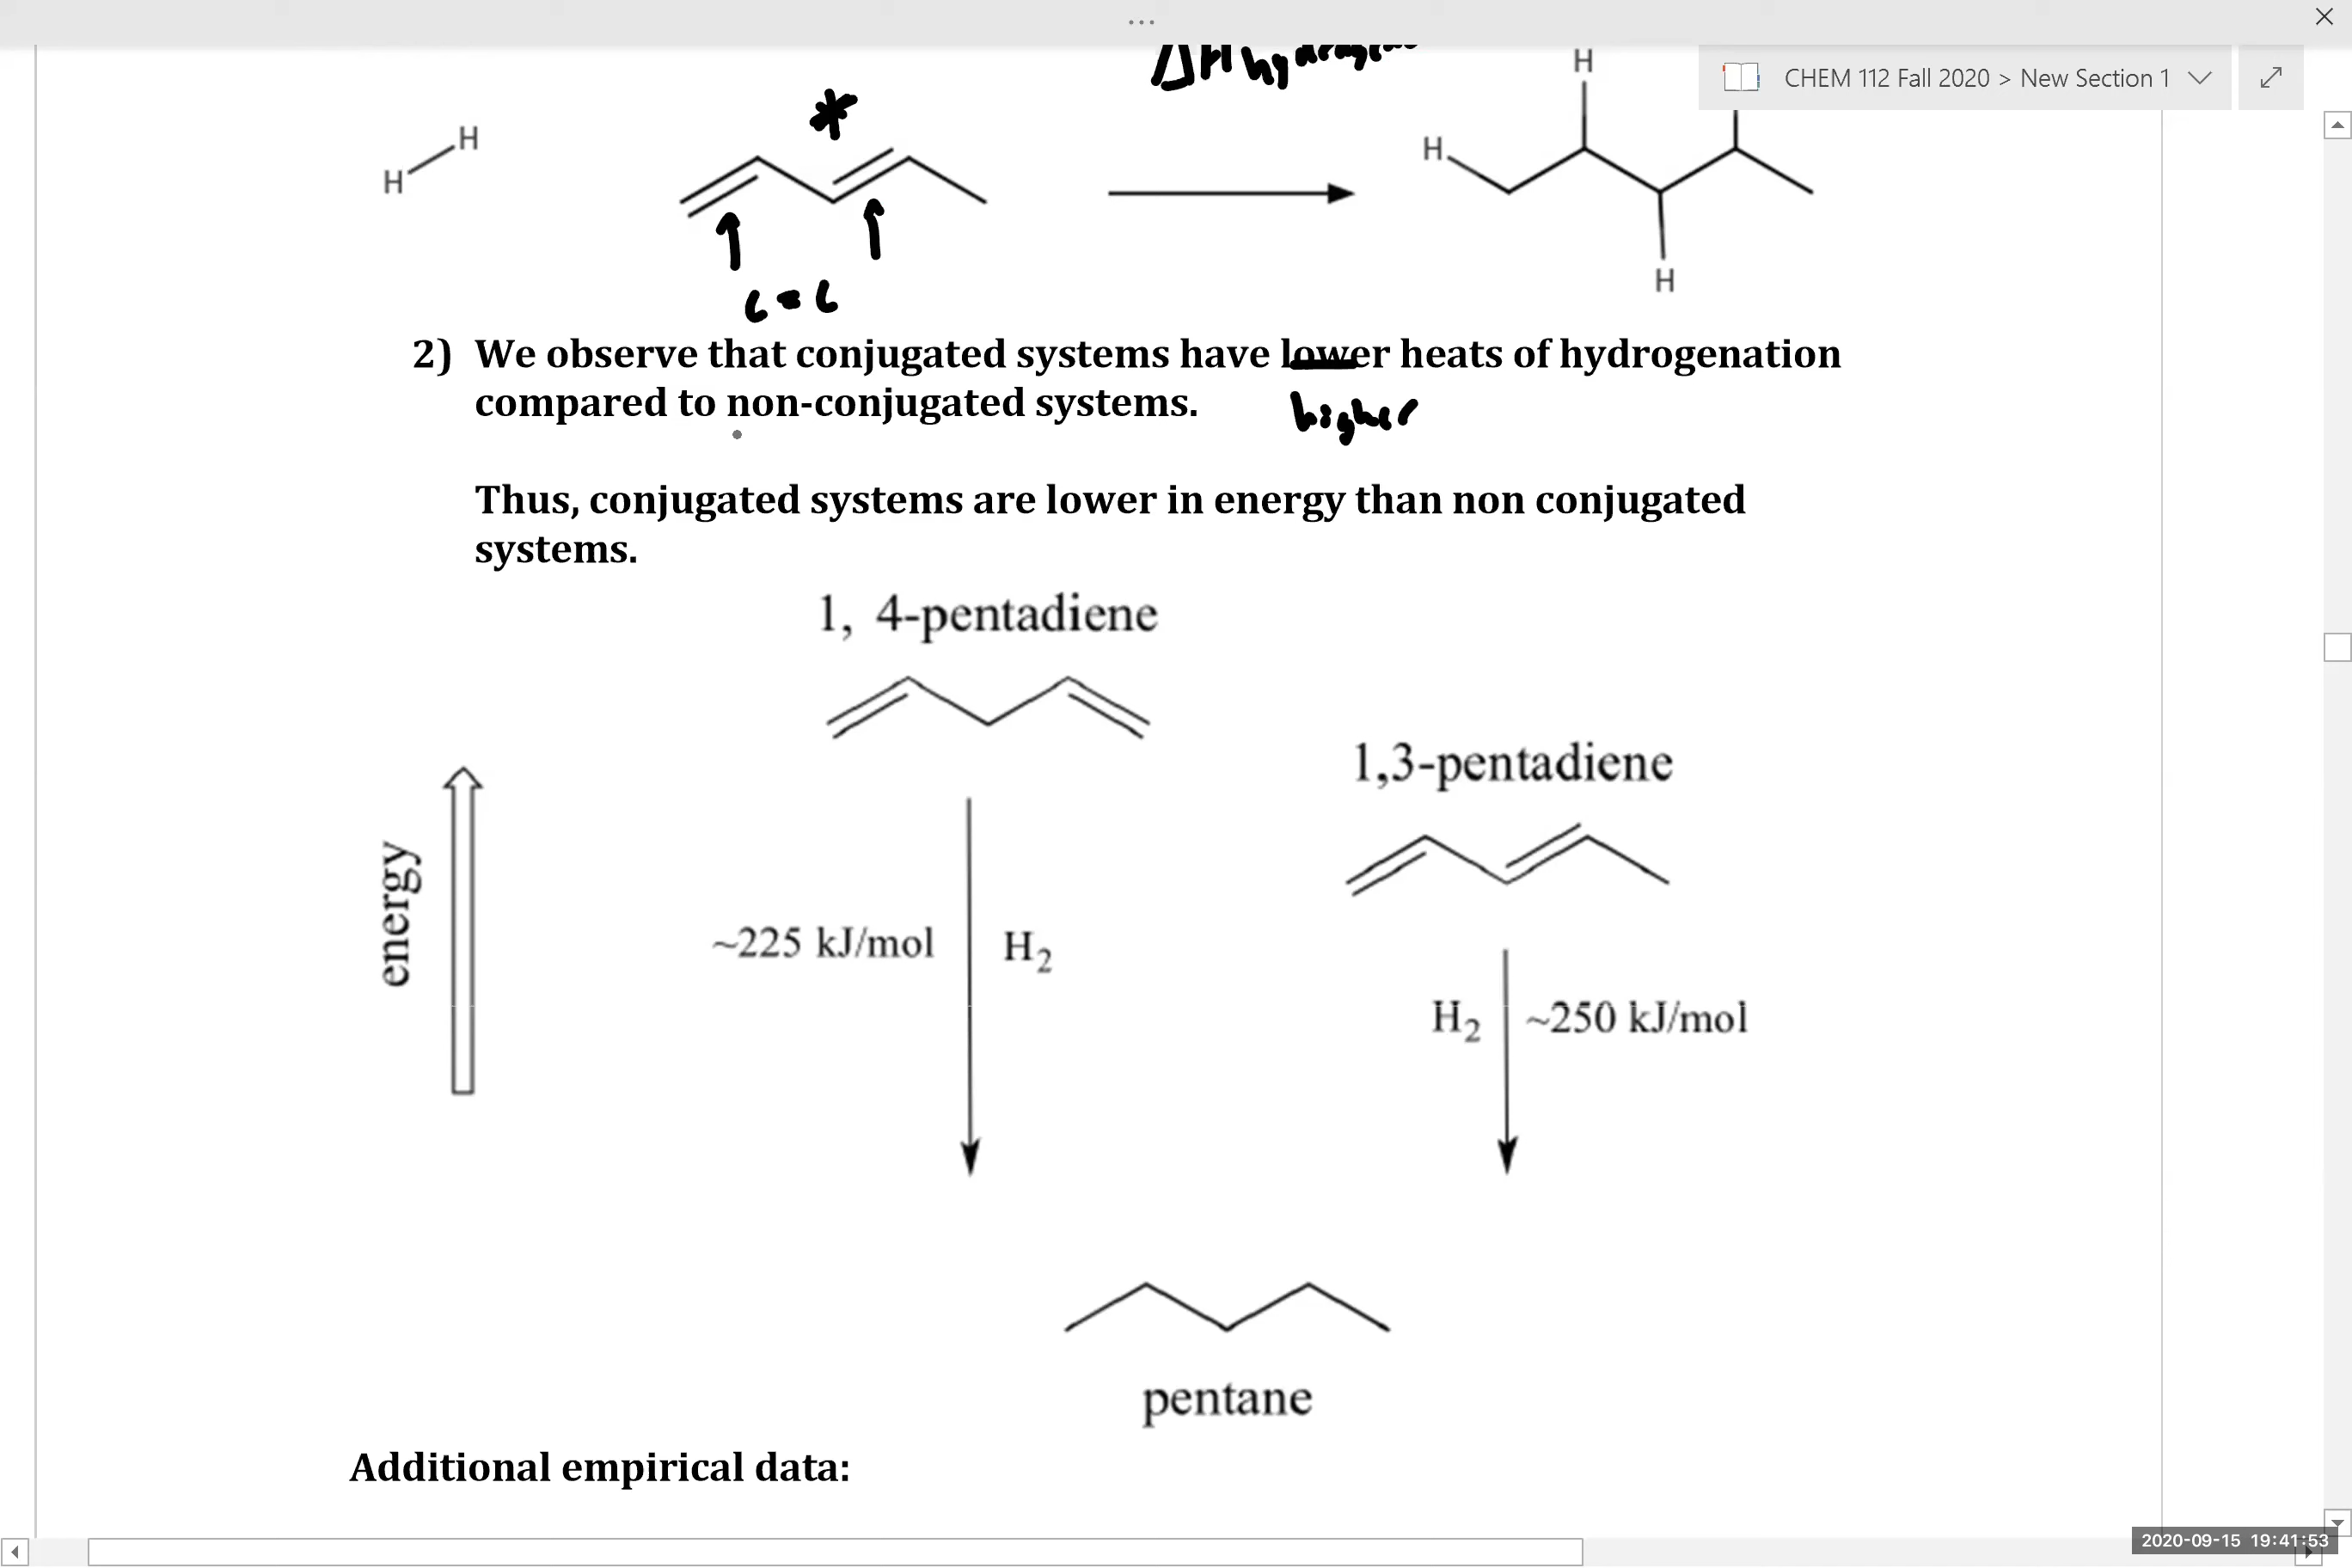 ...
CHEM 112 Fall 2020 > New Section 1
H
H
H
H
H
H
C = C
2) We observe that conjugated systems have lower heats of hydrogenation
compared to non-conjugated systems.
higher
Thus, conjugated systems are lower in energy than non conjugated
systems.
1, 4-pentadiene
1,3-pentadiene
energy
~225 kJ/mol
H₂
H₂
~250 kJ/mol
pentane
Additional empirical data:
2020-09-15 19:41:53